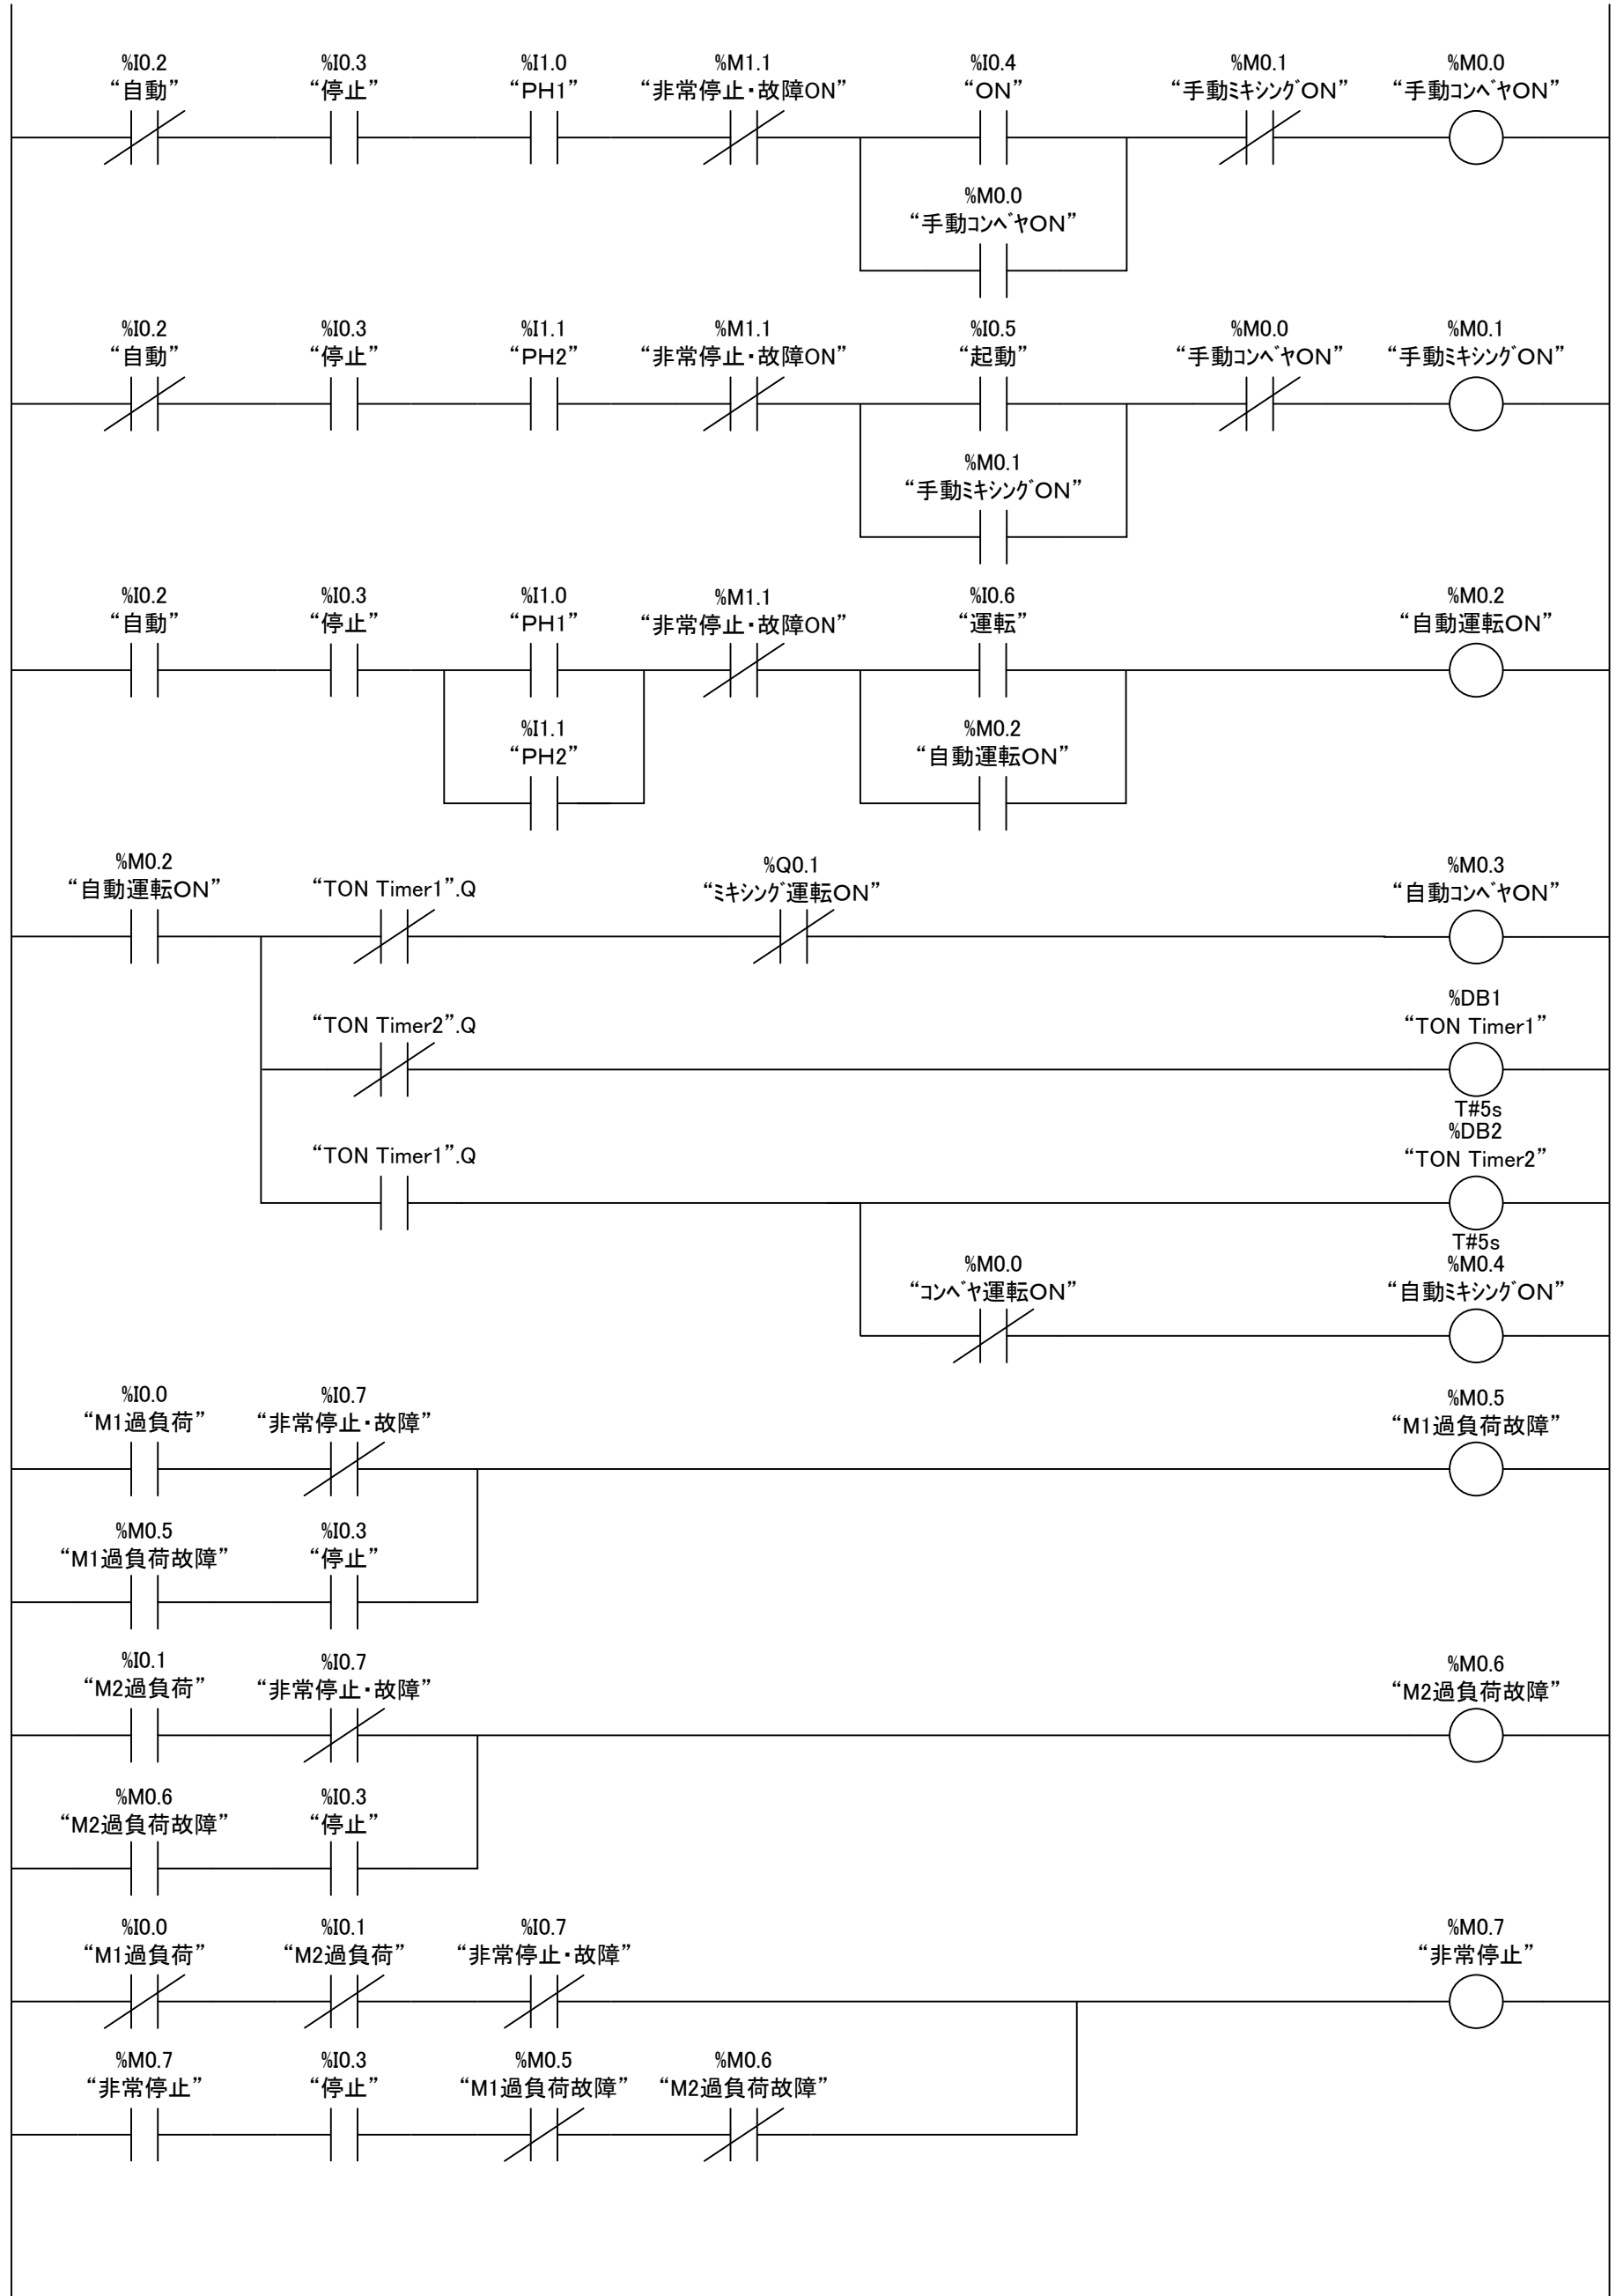 %I0.2 %I0.3 %I1.0 %M1.1 %I0.4 %M0.1 %M0.0
“自動” “停止” “PH1” “非常停止・故障ON” “ON” “手動ミキシングON” “手動コンベヤON”
%M0.0
“手動コンベヤON”
%I0.2 %I0.3 %I1.1 %M1.1 %I0.5 %M0.0 %M0.1
“自動” “停止” “PH2” “非常停止・故障ON” “起動” “手動コンベヤON” “手動ミキシングON”
%M0.1
“手動ミキシングON”
%I0.2 %I0.3 %I1.0 %M1.1 %I0.6 %M0.2
“自動” “停止” “PH1” “非常停止・故障ON” “運転” “自動運転ON”
%I1.1 %M0.2
“PH2” “自動運転ON”
%M0.2 %Q0.1 %M0.3
“自動運転ON” “TON Timer1”.Q “ミキシング運転ON” “自動コンベヤON”
%DB1
“TON Timer2”.Q “TON Timer1”
T#5s
%DB2
“TON Timer1”.Q “TON Timer2”
T#5s
%M0.0 %M0.4
“コンベヤ運転ON” “自動ミキシングON”
%I0.0 %I0.7 %M0.5
“M1過負荷” “非常停止・故障” “M1過負荷故障”
%M0.5 %I0.3
“M1過負荷故障” “停止”
%I0.1 %I0.7 %M0.6
“M2過負荷” “非常停止・故障” “M2過負荷故障”
%M0.6 %I0.3
“M2過負荷故障” “停止”
%I0.0 %I0.1 %I0.7 %M0.7
“M1過負荷” “M2過負荷” “非常停止・故障” “非常停止”
%M0.7 %I0.3 %M0.5 %M0.6
“非常停止” “停止” “M1過負荷故障” “M2過負荷故障”